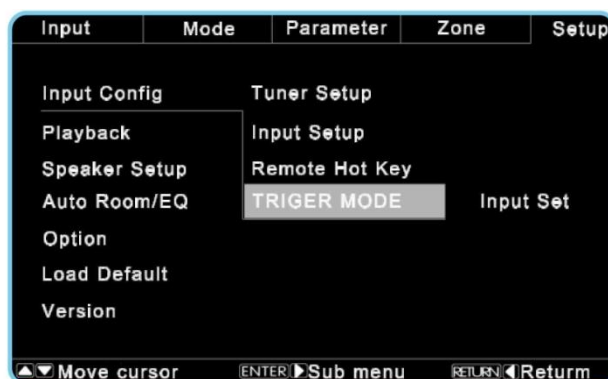 Input Mode Parameter Zone Setup
Input Config Tuner Setup
Playback Input Setup
Speaker Setup Remote Hot Key
Auto Room/EQ TRIGER MODE Input Set
Option
Load Default
Version
▲▼ Move cursor ENTER ▶ Sub menu RETURN ◀ Returm